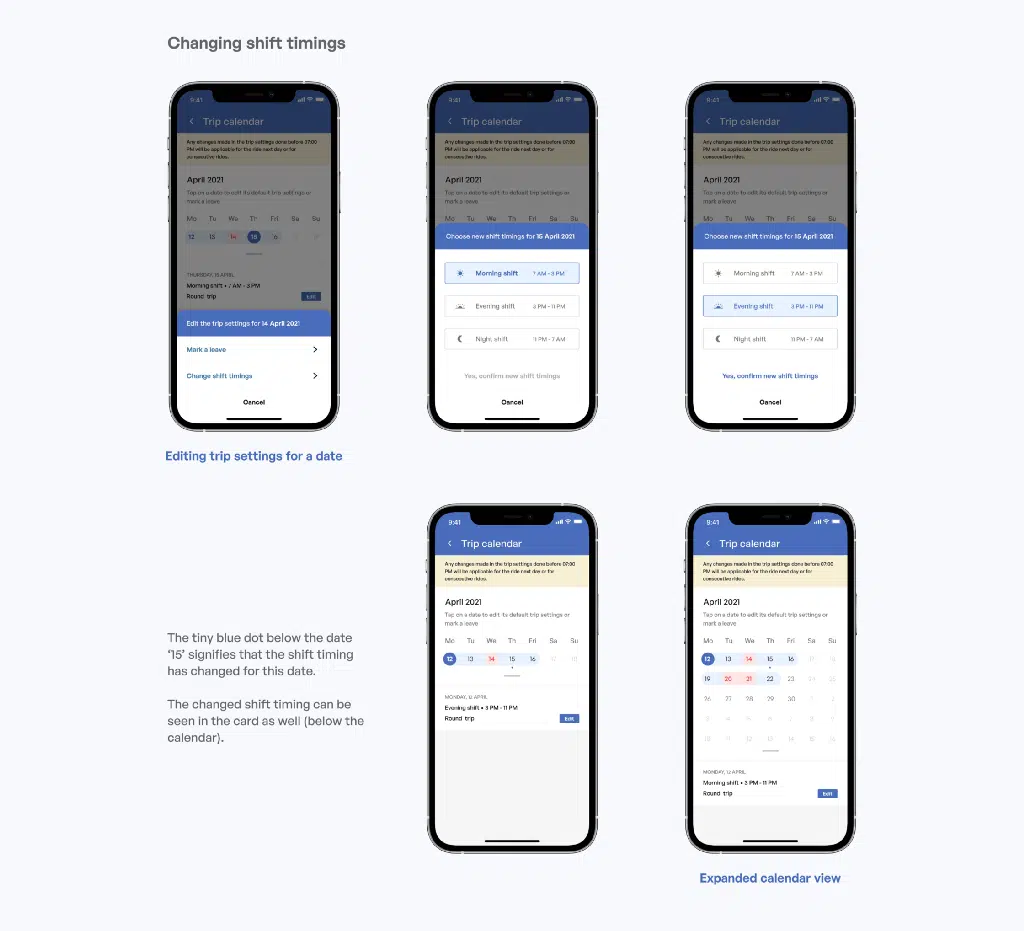 Changing shift timings
9:41
Trip calendar
Any changes made in the trip settings done before 07:00
PM will be applicable for the ride next day or for
consecutive rides.
April 2021
Tap on a date to edit its default trip settings or
mark a leave
Mo Tu We Th Fri Sa Su
12 13 14 15 16
THURSDAY, 15 APRIL
Morning shift • 7 AM - 3 PM
Round trip
Edit
Edit the trip settings for 14 April 2021
Mark a leave
Change shift timings
Cancel
Editing trip settings for a date
9:41
Trip calendar
Any changes made in the trip settings done before 07:00
PM will be applicable for the ride next day or for
consecutive rides.
April 2021
Tap on a date to edit its default trip settings or
mark a leave
Mo Tu We Th Fri Sa Su
Choose new shift timings for 15 April 2021
Morning shift 7 AM - 3 PM
Evening shift 3 PM - 11 PM
Night shift 11 PM - 7 AM
Yes, confirm new shift timings
Cancel
9:41
Trip calendar
Any changes made in the trip settings done before 07:00
PM will be applicable for the ride next day or for
consecutive rides.
April 2021
Tap on a date to edit its default trip settings or
mark a leave
Mo Tu We Th Fri Sa Su
Choose new shift timings for 15 April 2021
Morning shift 7 AM - 3 PM
Evening shift 3 PM - 11 PM
Night shift 11 PM - 7 AM
Yes, confirm new shift timings
Cancel
The tiny blue dot below the date
'15' signifies that the shift timing
has changed for this date.
The changed shift timing can be
seen in the card as well (below the
calendar).
9:41
Trip calendar
Any changes made in the trip settings done before 07:00
PM will be applicable for the ride next day or for
consecutive rides.
April 2021
Tap on a date to edit its default trip settings or
mark a leave
Mo Tu We Th Fri Sa Su
12 13 14 15 16 17 18
MONDAY, 12 APRIL
Evening shift • 3 PM - 11 PM
Round trip
Edit
9:41
Trip calendar
Any changes made in the trip settings done before 07:00
PM will be applicable for the ride next day or for
consecutive rides.
April 2021
Tap on a date to edit its default trip settings or
mark a leave
Mo Tu We Th Fri Sa Su
12 13 14 15 16 17 18
19 20 21 22 23 24 25
26 27 28 29 30 1 2
3 4 5 6 7 8 9
10 11 12 13 14 15 16
MONDAY, 12 APRIL
Morning shift • 3 PM - 11 PM
Round trip
Edit
Expanded calendar view